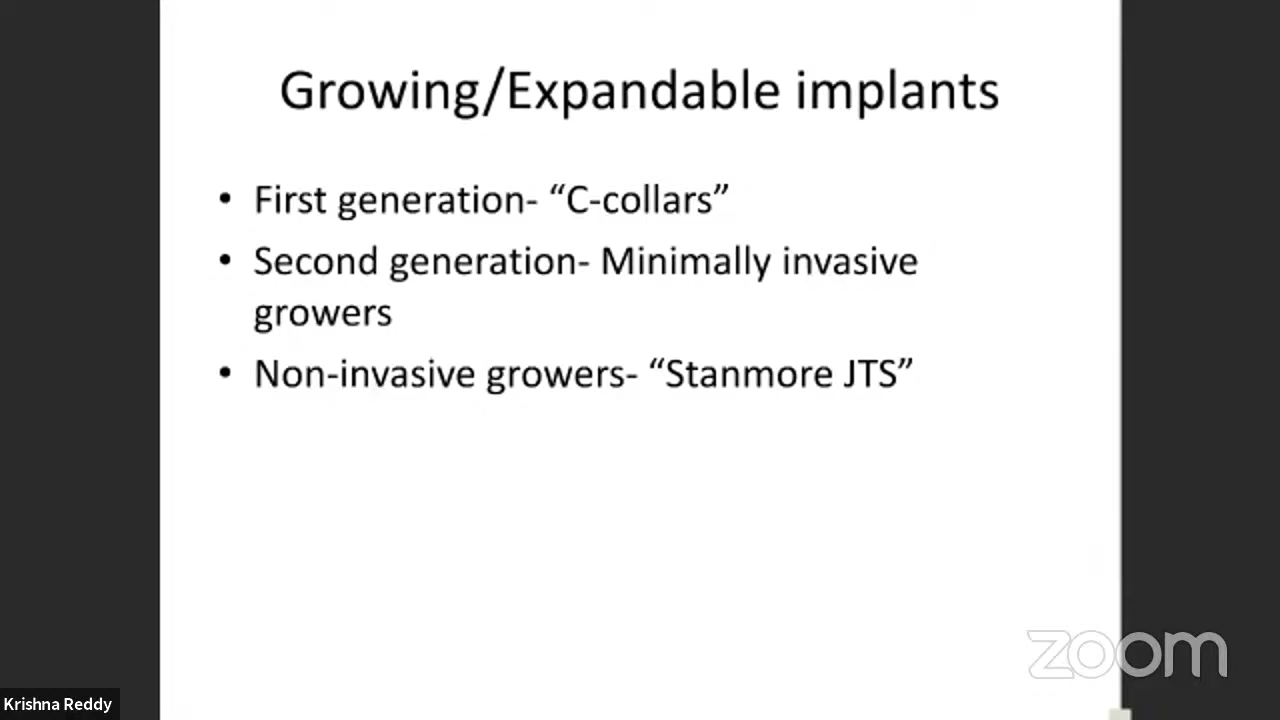 Growing/Expandable implants
• First generation- “C-collars”
• Second generation- Minimally invasive
growers
• Non-invasive growers- “Stanmore JTS”
zoom
Krishna Reddy